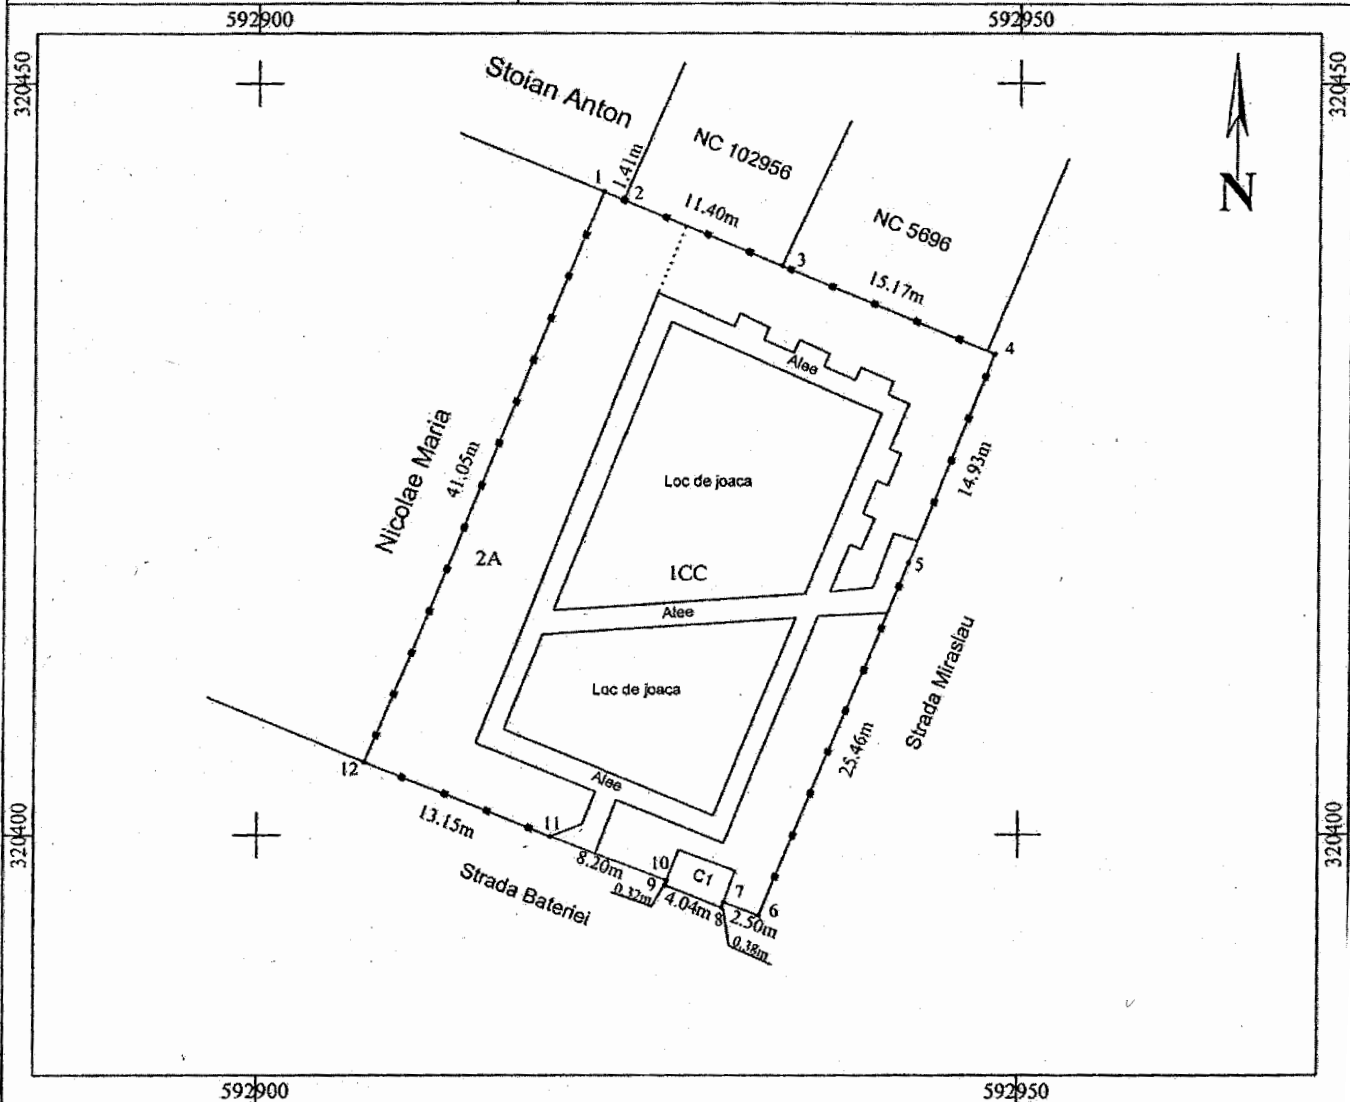 592900
592950
320450
320450
Stoian Anton
NC 102956
NC 5696
N
1
1.41m
2
11.40m
3
15.17m
4
Alee
Nicolae Maria
41.05m
14.93m
Loc de joaca
2A
1CC
5
Alee
Strada Miraslau
Loc de joaca
25.46m
12
Alee
13.15m
11
320400
320400
8.20m
10
C1
9
7
6
0.32m
4.04m
8
2.50m
0.38m
Strada Bateriei
592900
592950